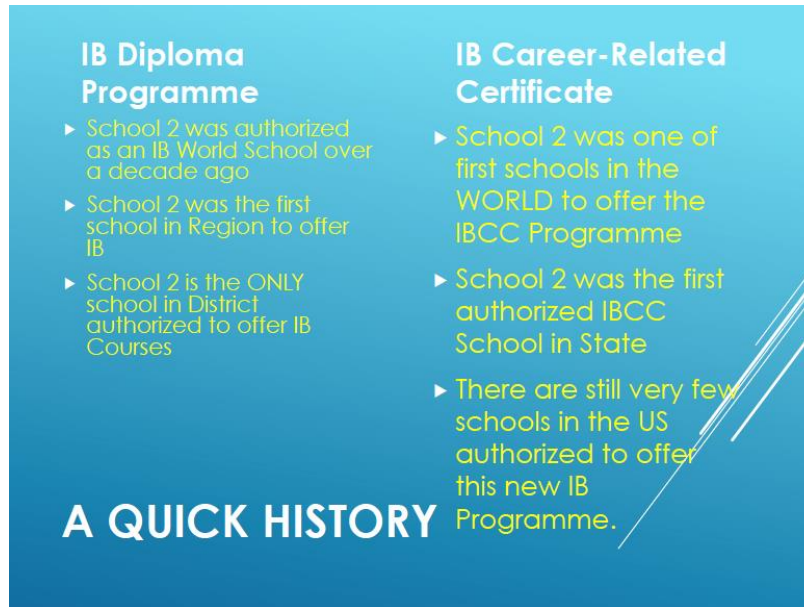 IB Diploma
Programme
School 2 was authorized
as an IB World School over
a decade ago
School 2 was the first
school in Region to offer
IB
School 2 is the ONLY
school in District
authorized to offer IB
Courses
IB Career-Related
Certificate
School 2 was one of
first schools in the
WORLD to offer the
IBCC Programme
School 2 was the first
authorized IBCC
School in State
There are still very few
schools in the US
authorized to offer
this new IB
Programme.
A QUICK HISTORY